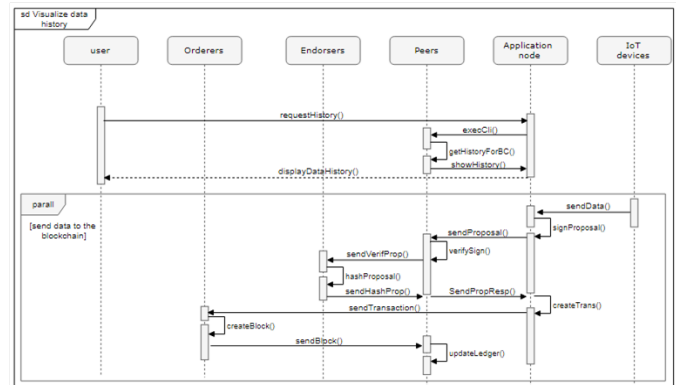 sd Visualize data
history
user
Orderers
Endorsers
Peers
Application
node
IoT
devices
requestHistory()
execCli()
getHistoryForBC()
showHistory()
displayDataHistory()
parall
[send data to the
blockchain]
sendData()
signProposal()
sendProposal()
verifySign()
sendVerifProp()
hashProposal()
sendHashProp()
SendPropResp()
createTrans()
sendTransaction()
createBlock()
sendBlock()
updateLedger()